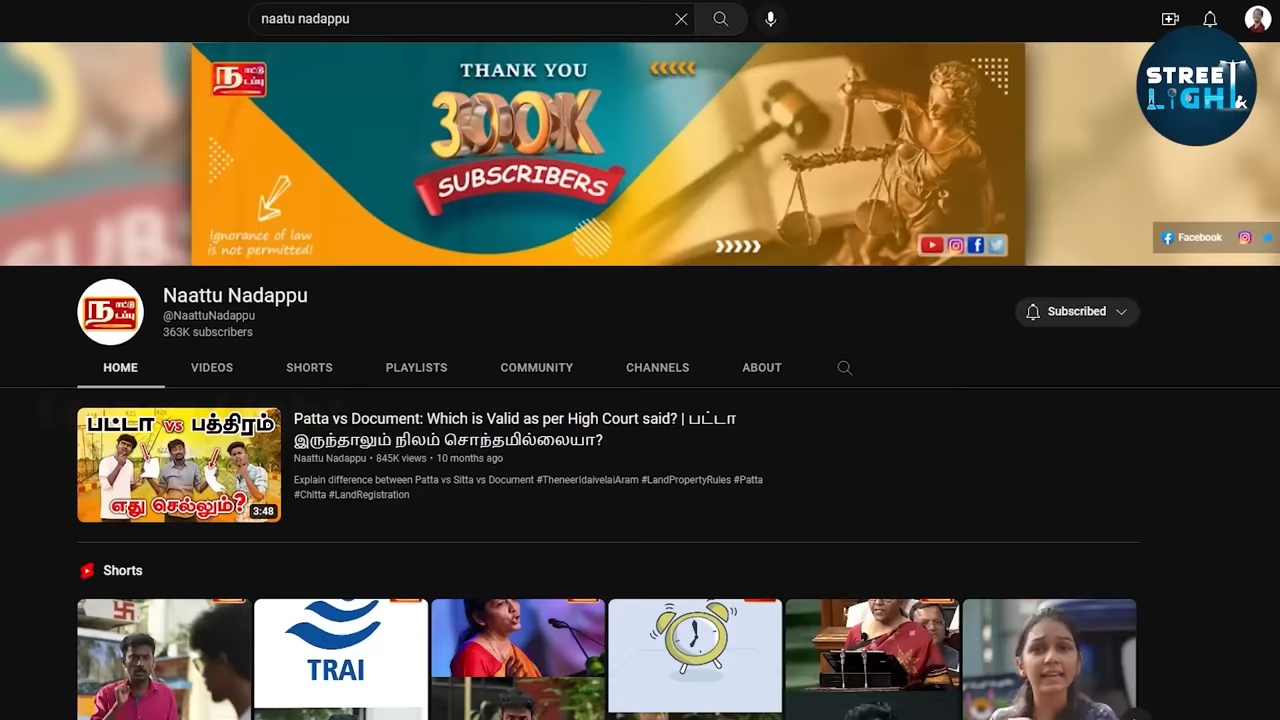 naatu nadappu
STREET
LIGHT
நாட்டு
நடப்பு
THANK YOU
300K
SUBSCRIBERS
Ignorance of law
is not permitted!
Facebook
நாட்டு
நடப்பு
Naattu Nadappu
@NaattuNadappu
363K subscribers
Subscribed
HOME VIDEOS SHORTS PLAYLISTS COMMUNITY CHANNELS ABOUT
பட்டா vs பத்திரம்
எது செல்லும்?
3:48
Patta vs Document: Which is Valid as per High Court said? | பட்டா
இருந்தாலும் நிலம் சொந்தமில்லையா?
Naattu Nadappu • 845K views • 10 months ago
Explain difference between Patta vs Sitta vs Document #TheneerIdaivelaiAram #LandPropertyRules #Patta
#Chitta #LandRegistration
Shorts
TRAI